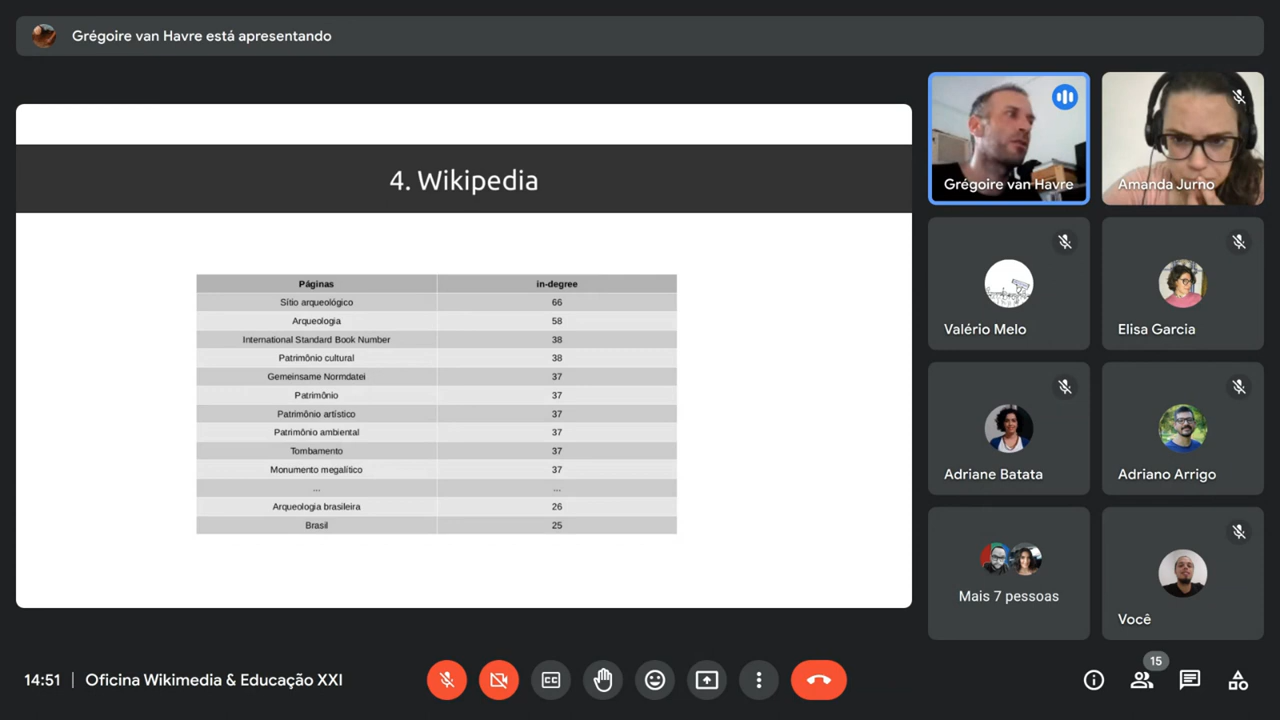 Grégoire van Havre está apresentando
4. Wikipedia
Páginas in-degree
Sítio arqueológico 66
Arqueologia 58
International Standard Book Number 38
Patrimônio cultural 38
Gemeinsame Normdatei 37
Patrimônio 37
Patrimônio artístico 37
Patrimônio ambiental 37
Tombamento 37
Monumento megalítico 37
... ...
Arqueologia brasileira 26
Brasil 25
Grégoire van Havre
Amanda Jurno
Valério Melo
Elisa Garcia
Adriane Batata
Adriano Arrigo
Mais 7 pessoas
Você
14:51 | Oficina Wikimedia & Educação XXI
CC
15